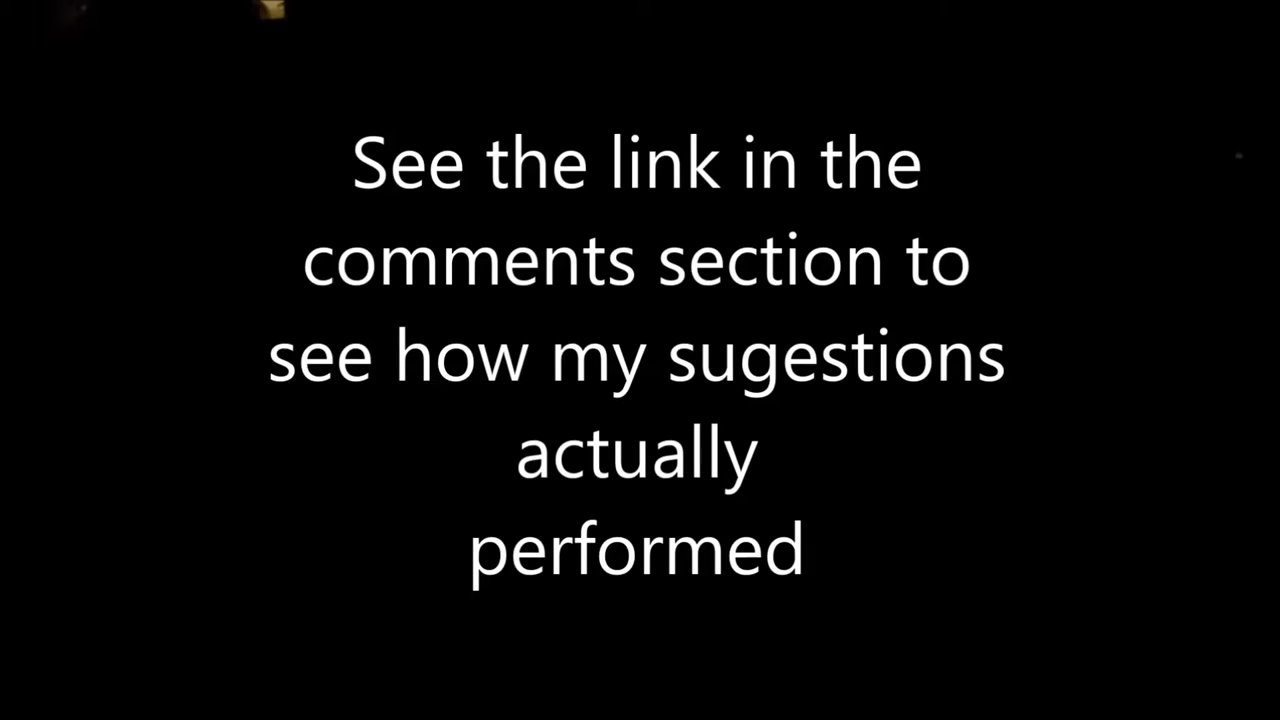 See the link in the
comments section to
see how my sugestions
actually
performed